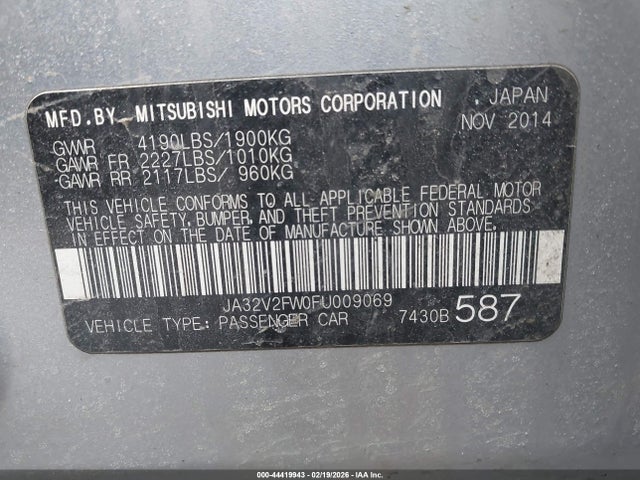 MFD.BY MITSUBISHI MOTORS CORPORATION JAPAN
NOV 2014
GVWR 4190LBS/1900KG
GAWR FR 2227LBS/1010KG
GAWR RR 2117LBS/ 960KG
THIS VEHICLE CONFORMS TO ALL APPLICABLE FEDERAL MOTOR
VEHICLE SAFETY, BUMPER, AND THEFT PREVENTION STANDARDS
IN EFFECT ON THE DATE OF MANUFACTURE SHOWN ABOVE.
JA32V2FW0FU009069
VEHICLE TYPE: PASSENGER CAR 7430B 587
000-44419943 - 02/19/2026 - IAA Inc.